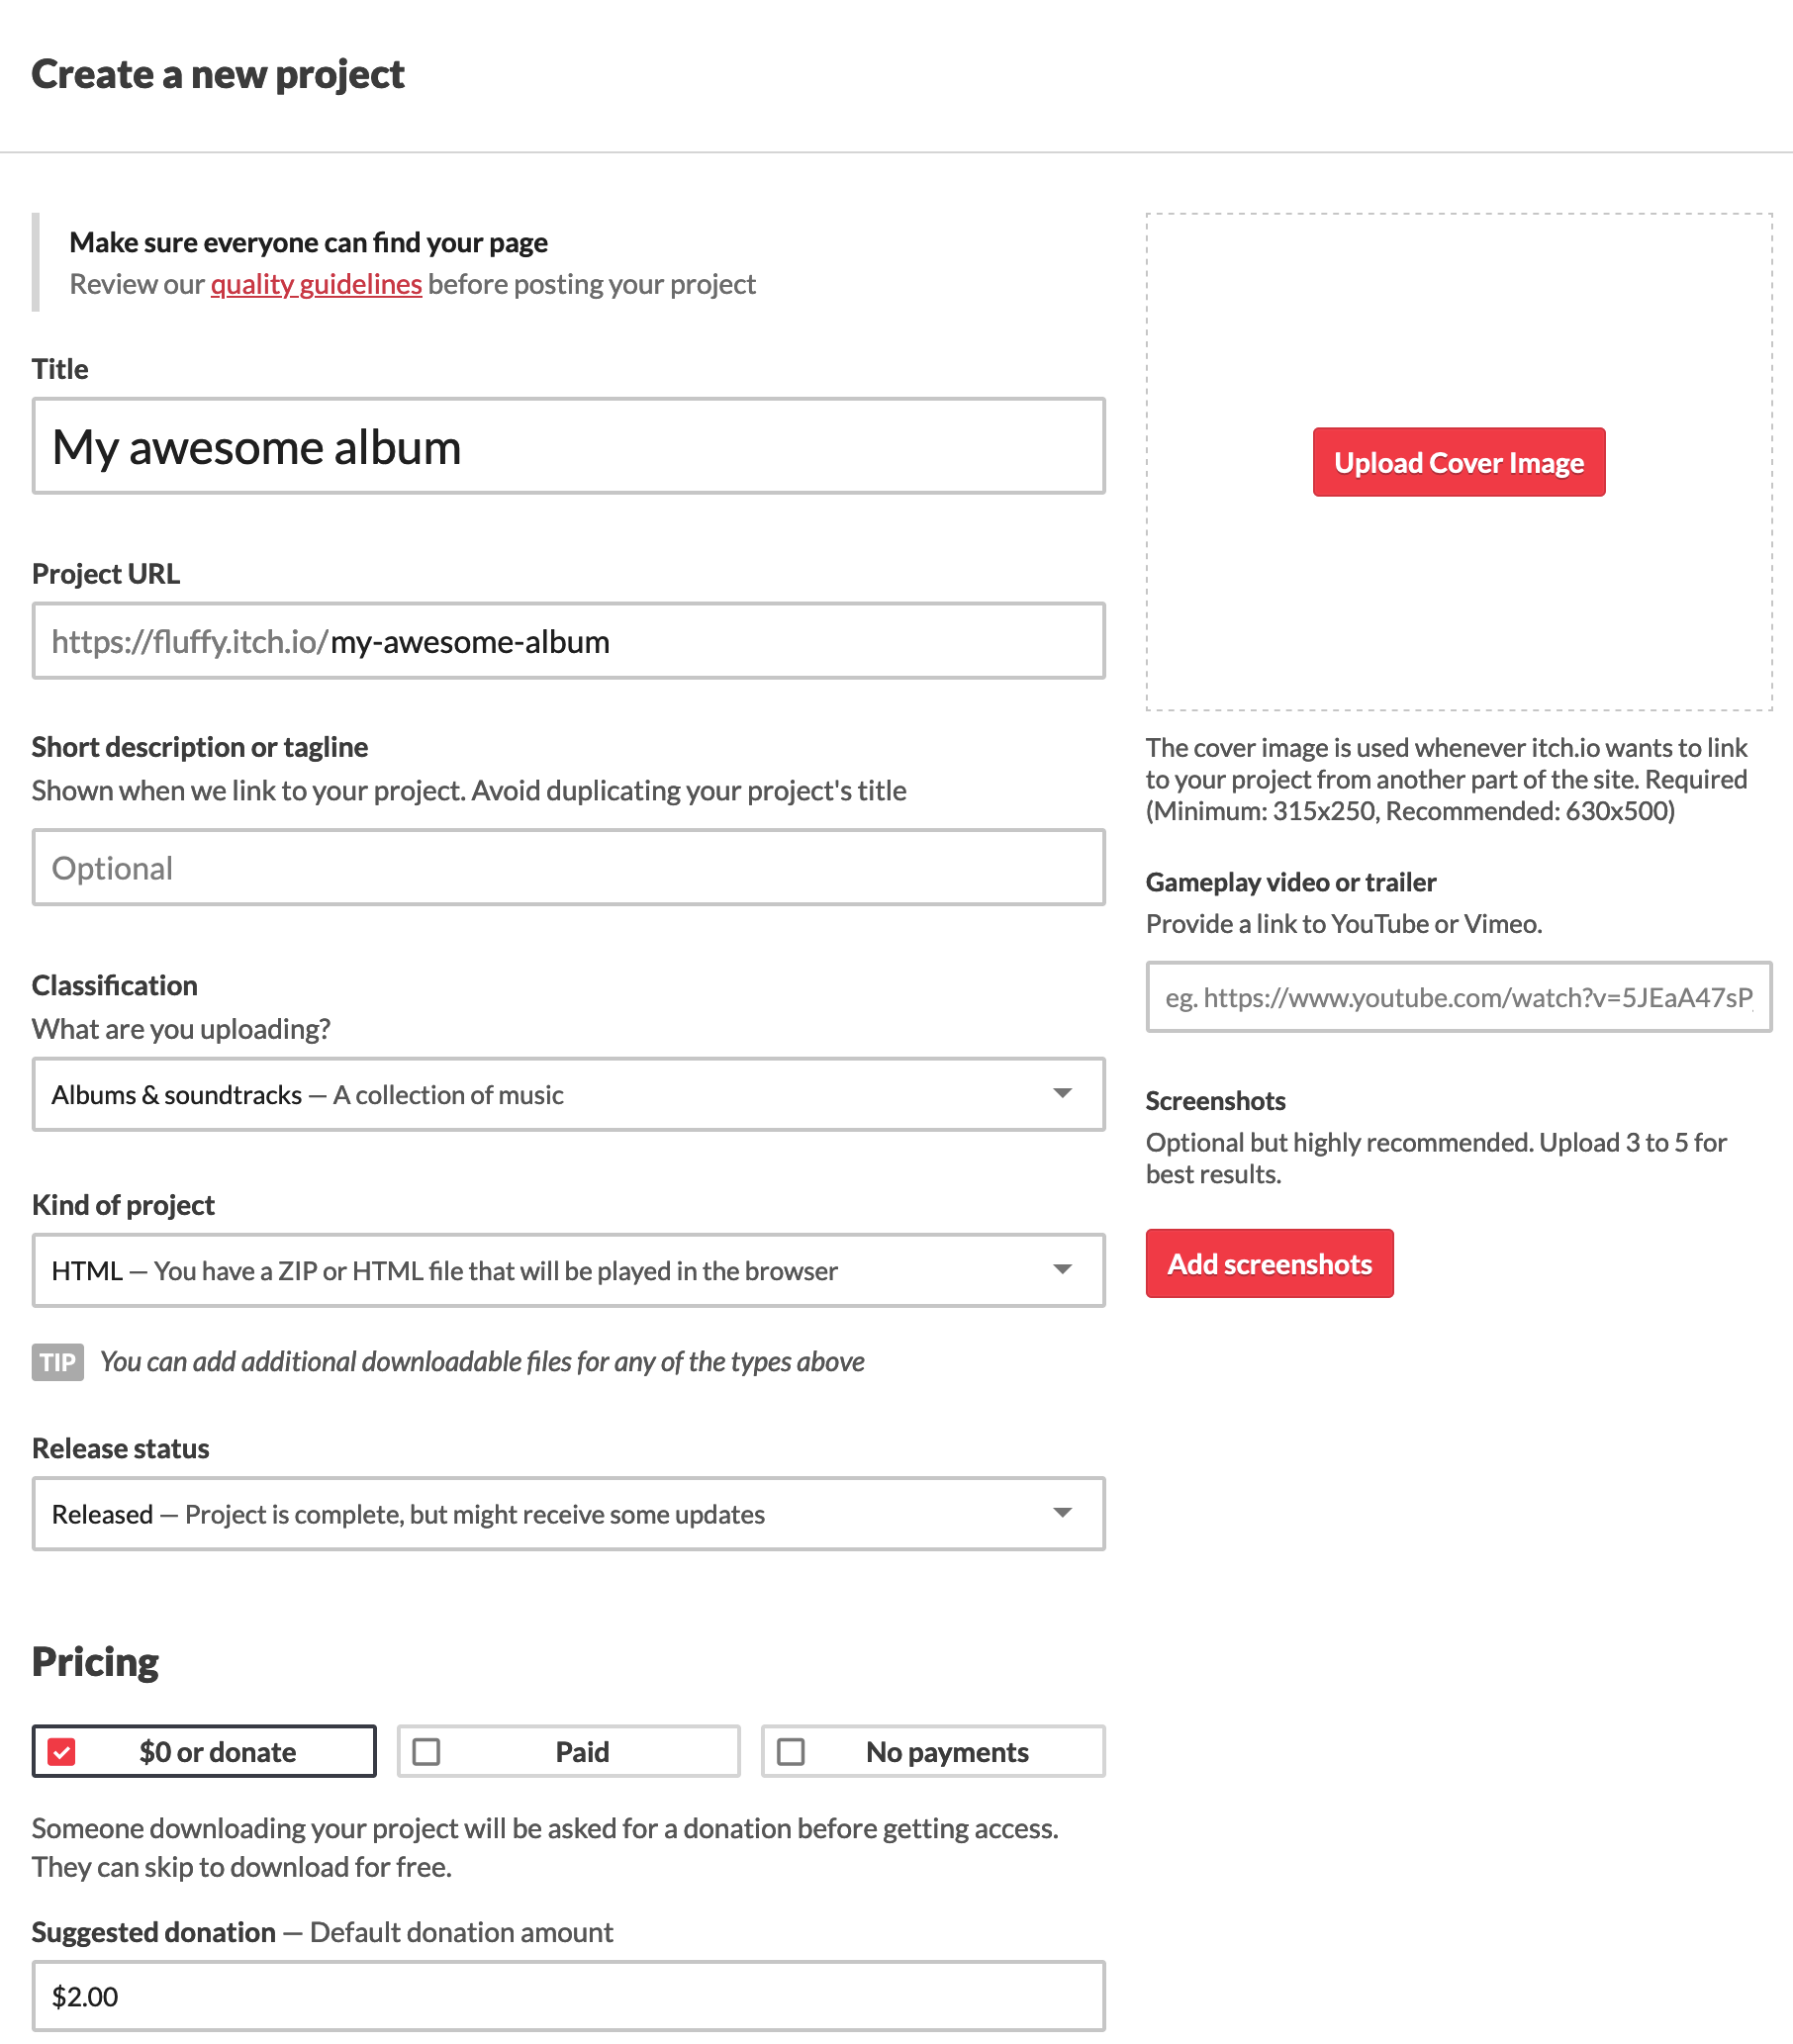 Create a new project
Make sure everyone can find your page
Review our quality guidelines before posting your project
Title
My awesome album
Project URL
https://fluffy.itch.io/my-awesome-album
Short description or tagline
Shown when we link to your project. Avoid duplicating your project's title
Optional
Classification
What are you uploading?
Albums & soundtracks — A collection of music
Kind of project
HTML — You have a ZIP or HTML file that will be played in the browser
TIP You can add additional downloadable files for any of the types above
Release status
Released — Project is complete, but might receive some updates
Pricing
$0 or donate
Paid
No payments
Someone downloading your project will be asked for a donation before getting access.
They can skip to download for free.
Suggested donation — Default donation amount
$2.00
Upload Cover Image
The cover image is used whenever itch.io wants to link
to your project from another part of the site. Required
(Minimum: 315x250, Recommended: 630x500)
Gameplay video or trailer
Provide a link to YouTube or Vimeo.
eg. https://www.youtube.com/watch?v=5JEaA47sP
Screenshots
Optional but highly recommended. Upload 3 to 5 for
best results.
Add screenshots